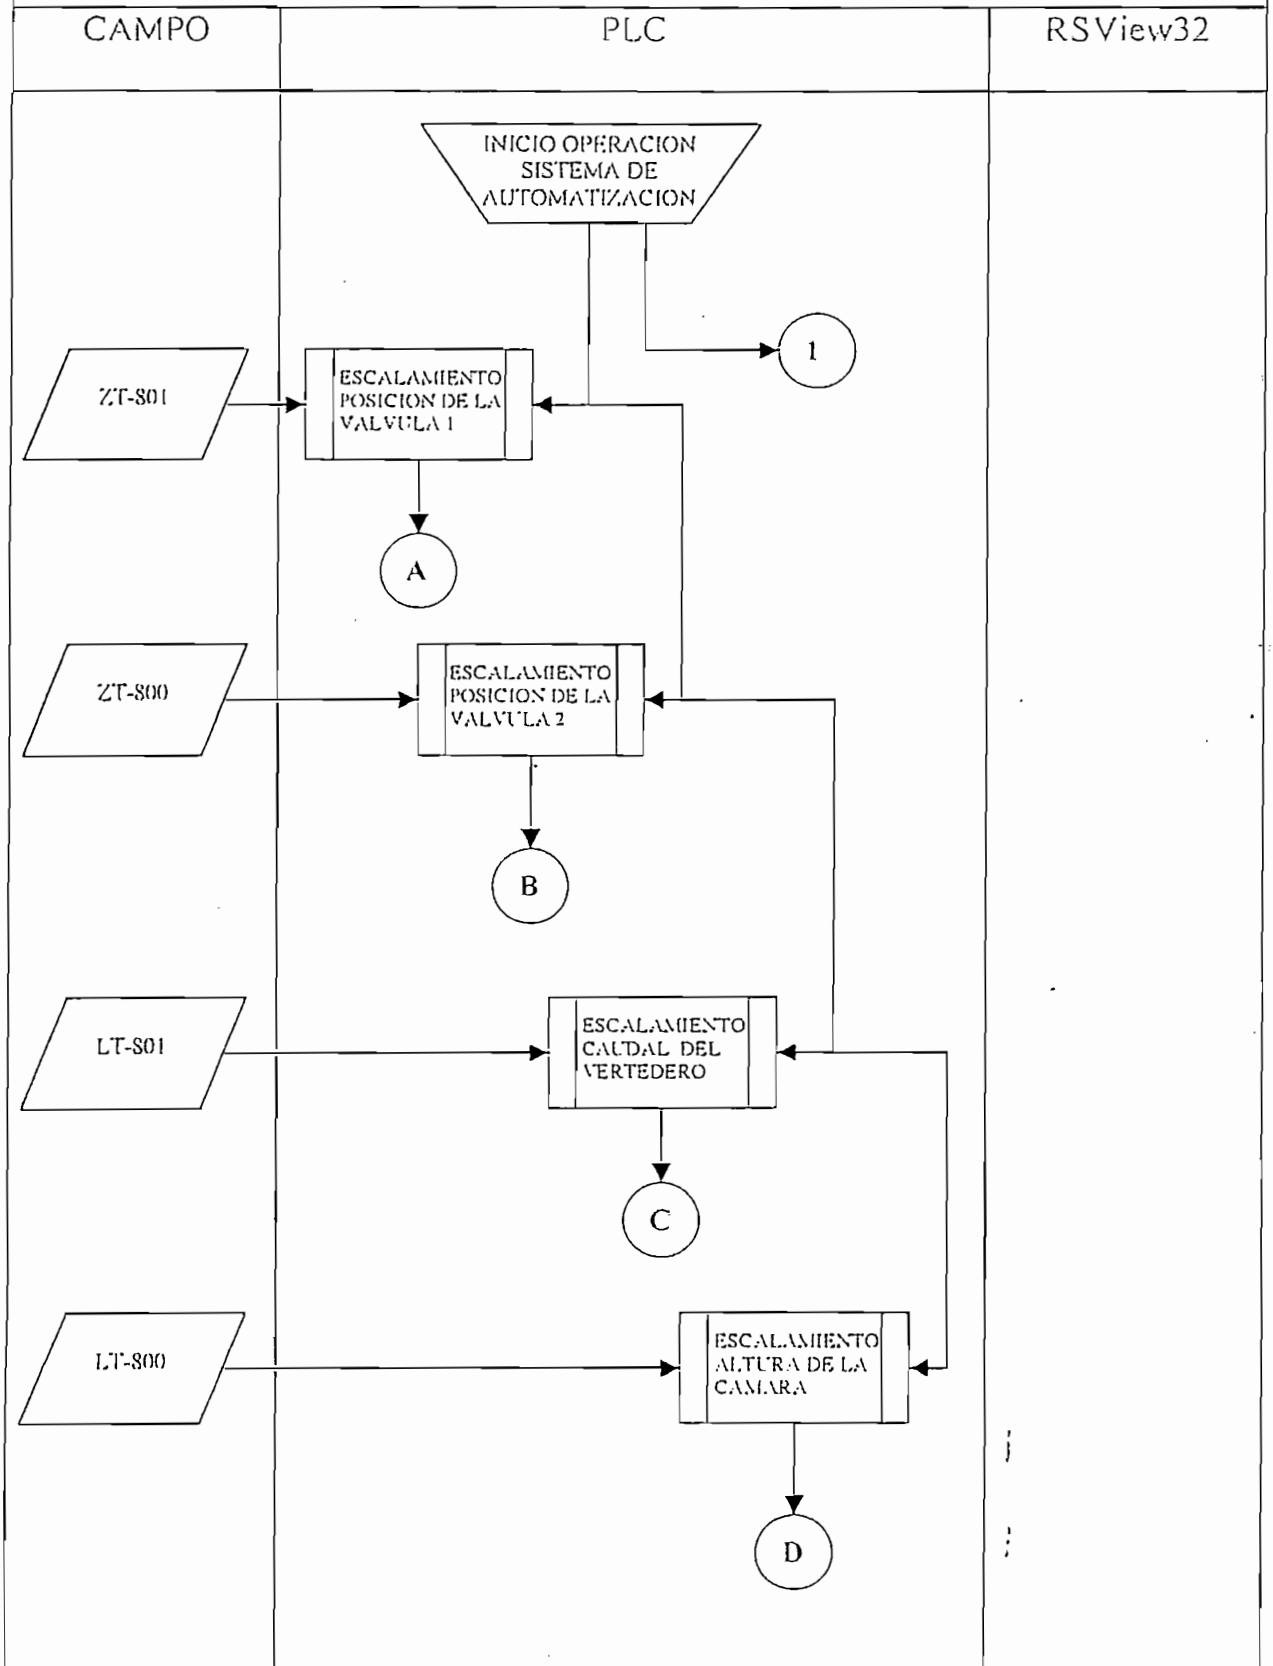 CAMPO
PLC
RSView32
INICIO OPERACION
SISTEMA DE
AUTOMATIZACION
1
ZT-801
ESCALAMIENTO
POSICION DE LA
VALVULA 1
A
ZT-800
ESCALAMIENTO
POSICION DE LA
VALVULA 2
B
LT-801
ESCALAMIENTO
CAUDAL DEL
VERTEDERO
C
LT-800
ESCALAMIENTO
ALTURA DE LA
CAMARA
D